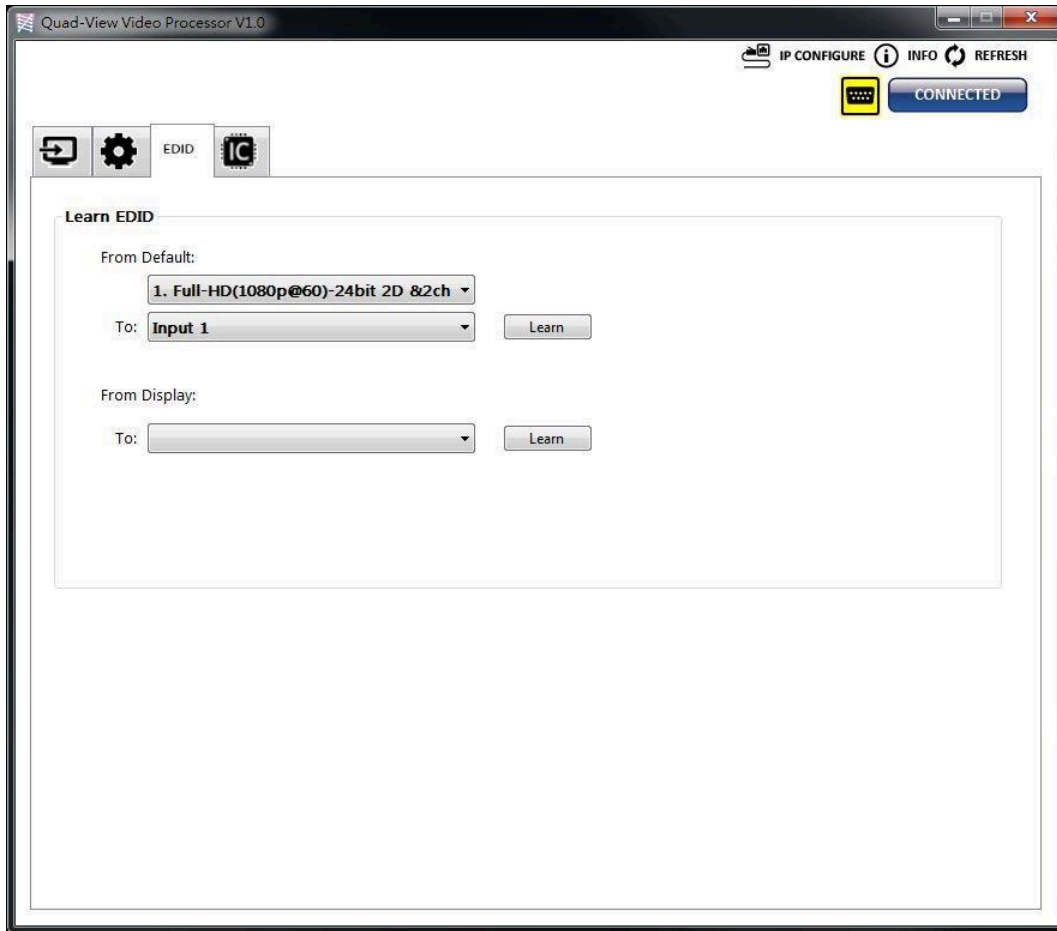 Quad-View Video Processor V1.0
IP CONFIGURE INFO REFRESH
CONNECTED
EDID IC
Learn EDID
From Default:
1. Full-HD(1080p@60)-24bit 2D &2ch
To: Input 1 Learn
From Display:
To: Learn